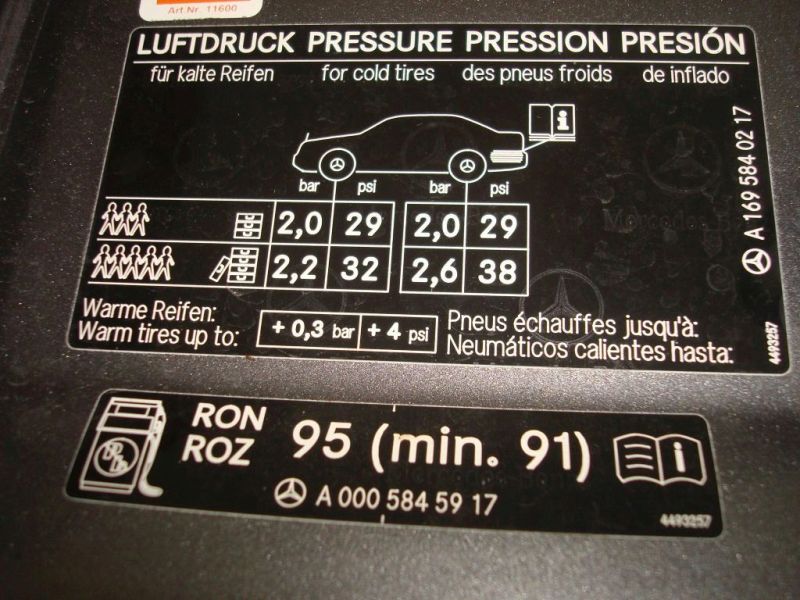 Art.Nr. 11600
LUFTDRUCK PRESSURE PRESSION PRESIÓN
für kalte Reifen for cold tires des pneus froids de inflado
i
bar psi bar psi
2,0 29 2,0 29
2,2 32 2,6 38
Warme Reifen:
Warm tires up to:
+ 0,3 bar + 4 psi
Pneus échauffes jusqu'à:
Neumáticos calientes hasta:
A 169 584 02 17
4493257
RON
ROZ
95 (min. 91)
i
A 000 584 59 17
4493257